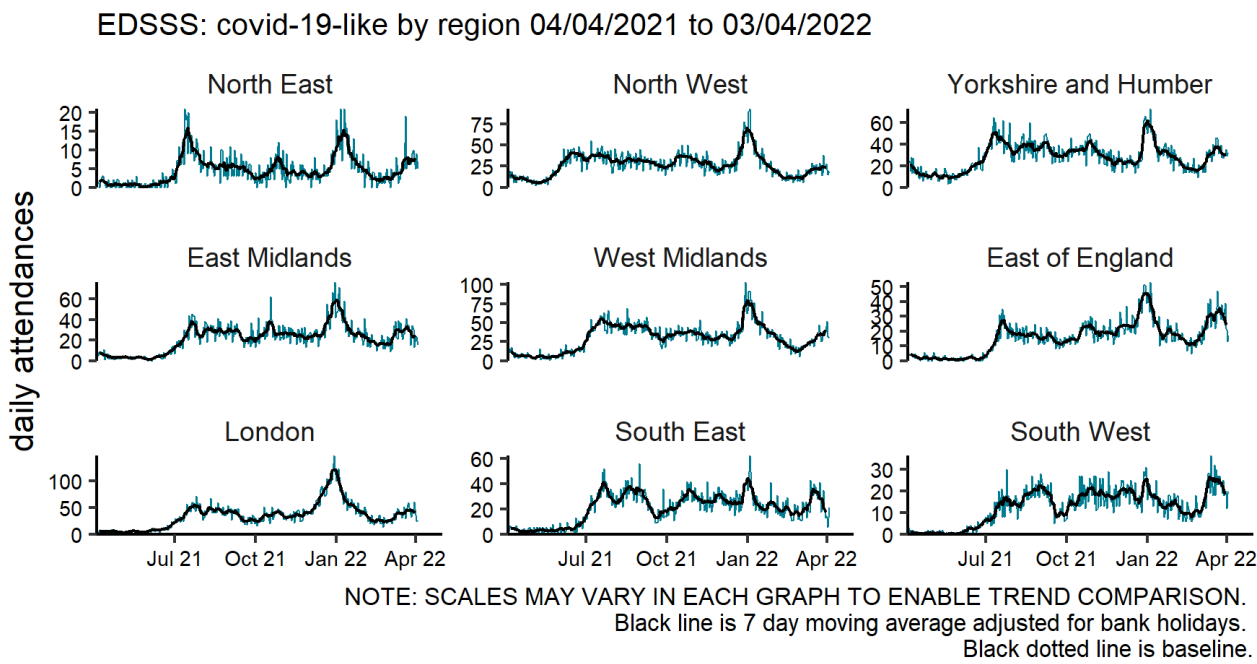 EDSSS: covid-19-like by region 04/04/2021 to 03/04/2022
daily attendances
North East
20
15
10
5
0
North West
75
50
25
0
Yorkshire and Humber
60
40
20
0
East Midlands
60
40
20
0
West Midlands
100
75
50
25
0
East of England
50
40
30
20
10
0
London
100
50
0
Jul 21 Oct 21 Jan 22 Apr 22
South East
60
40
20
0
Jul 21 Oct 21 Jan 22 Apr 22
South West
30
20
10
0
Jul 21 Oct 21 Jan 22 Apr 22
NOTE: SCALES MAY VARY IN EACH GRAPH TO ENABLE TREND COMPARISON.
Black line is 7 day moving average adjusted for bank holidays.
Black dotted line is baseline.